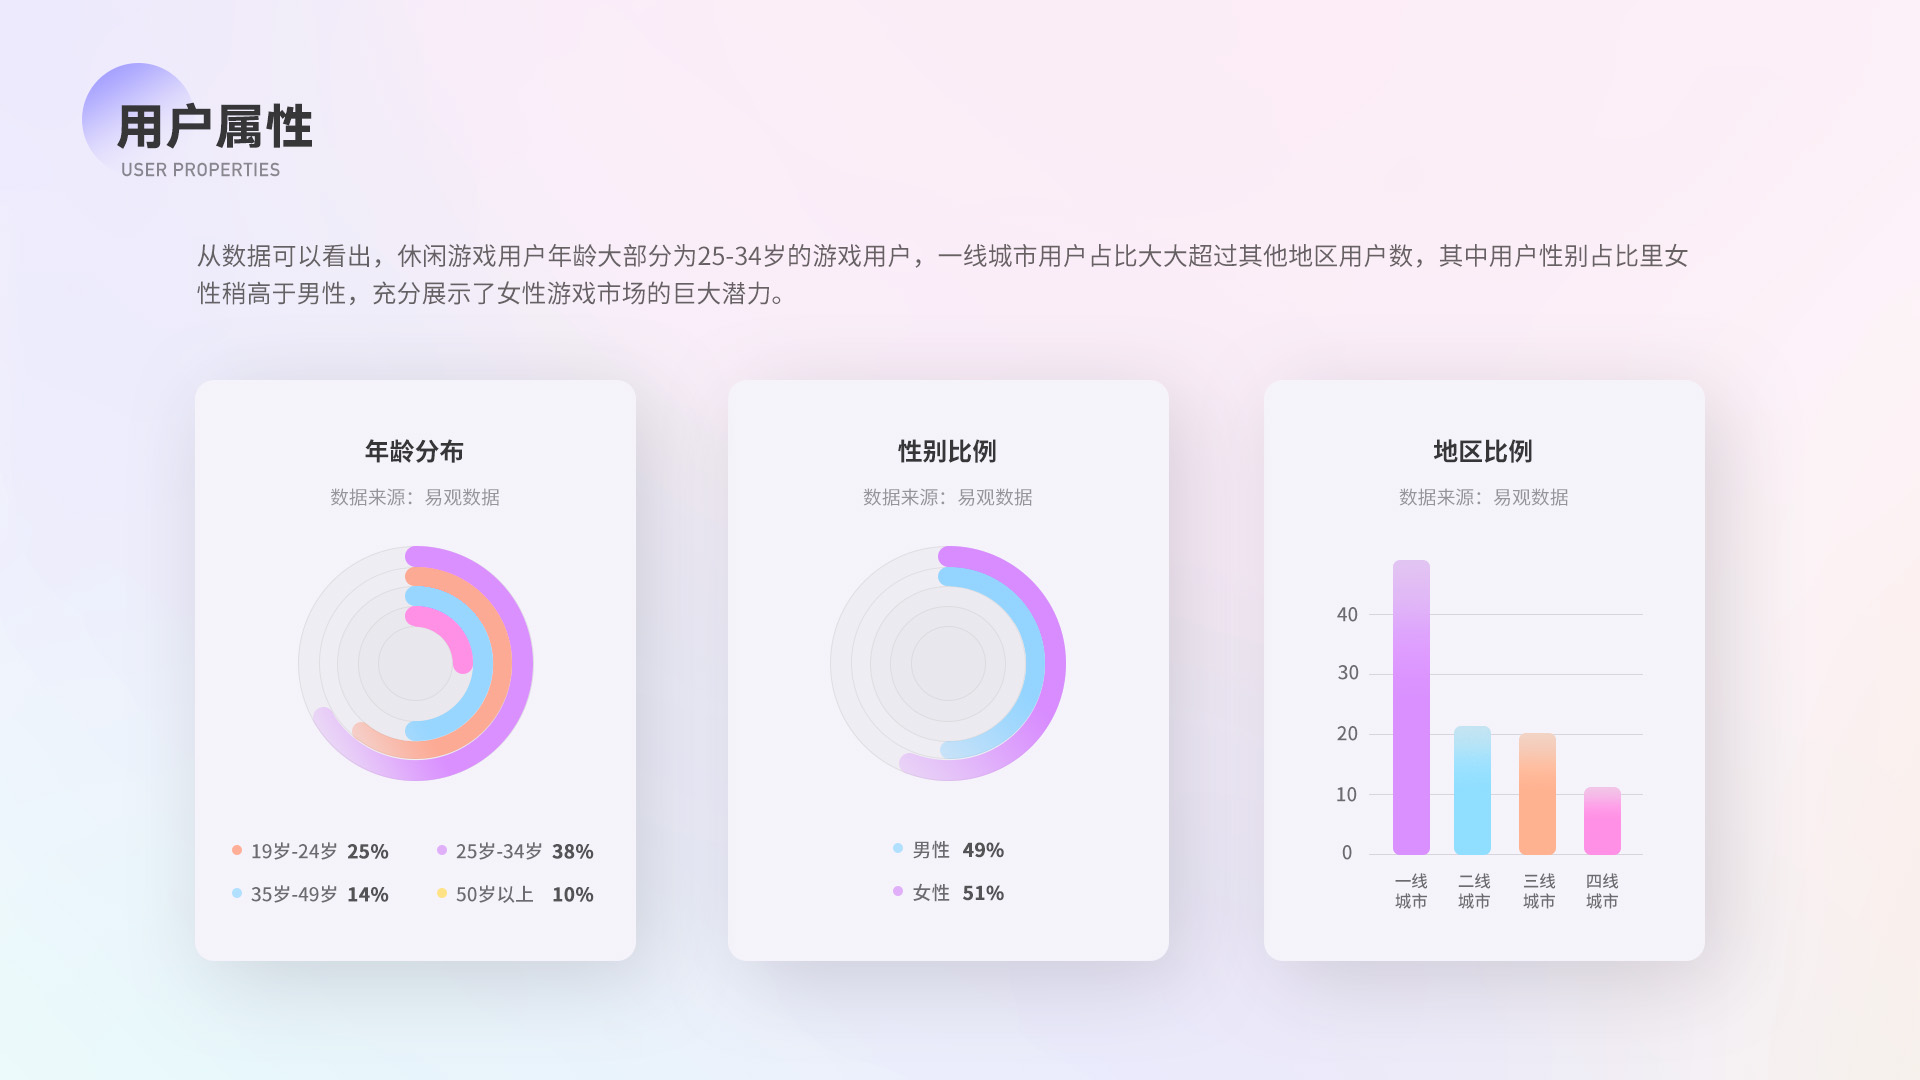 用户属性
USER PROPERTIES
从数据可以看出，休闲游戏用户年龄大部分为25-34岁的游戏用户，一线城市用户占比大大超过其他地区用户数，其中用户性别占比里女
性稍高于男性，充分展示了女性游戏市场的巨大潜力。
年龄分布
数据来源：易观数据
19岁-24岁 25%
25岁-34岁 38%
35岁-49岁 14%
50岁以上 10%
性别比例
数据来源：易观数据
男性 49%
女性 51%
地区比例
数据来源：易观数据
40
30
20
10
0
一线
城市
二线
城市
三线
城市
四线
城市